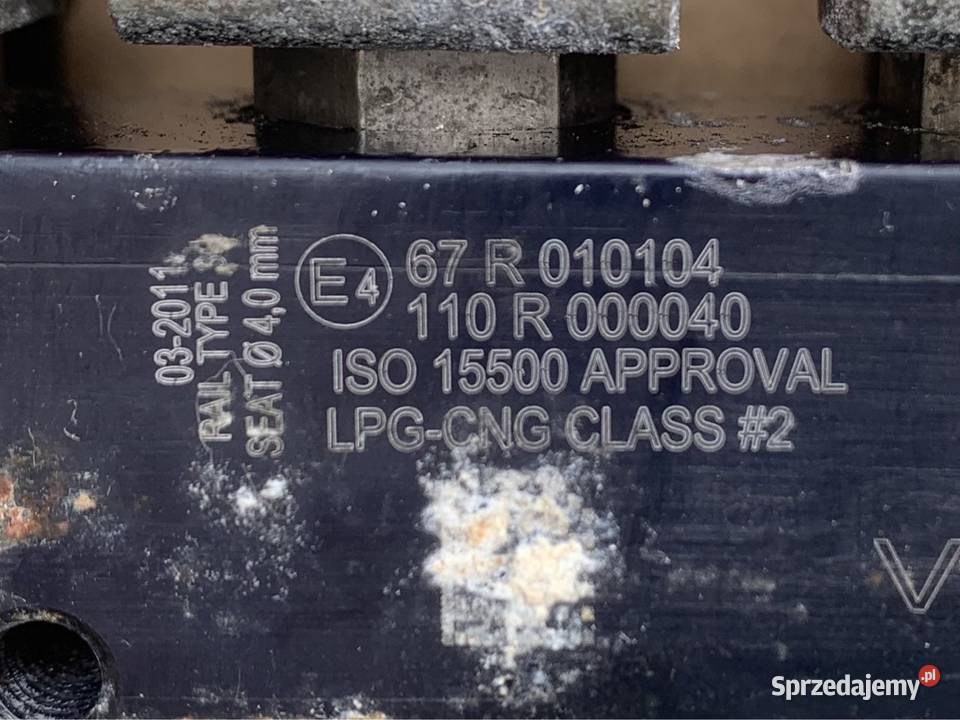 03-2011
RAIL TYPE
SEAT Ø 4,0 mm
E4
67 R 010104
110 R 000040
ISO 15500 APPROVAL
LPG-CNG CLASS #2
V
Sprzedajemy.pl